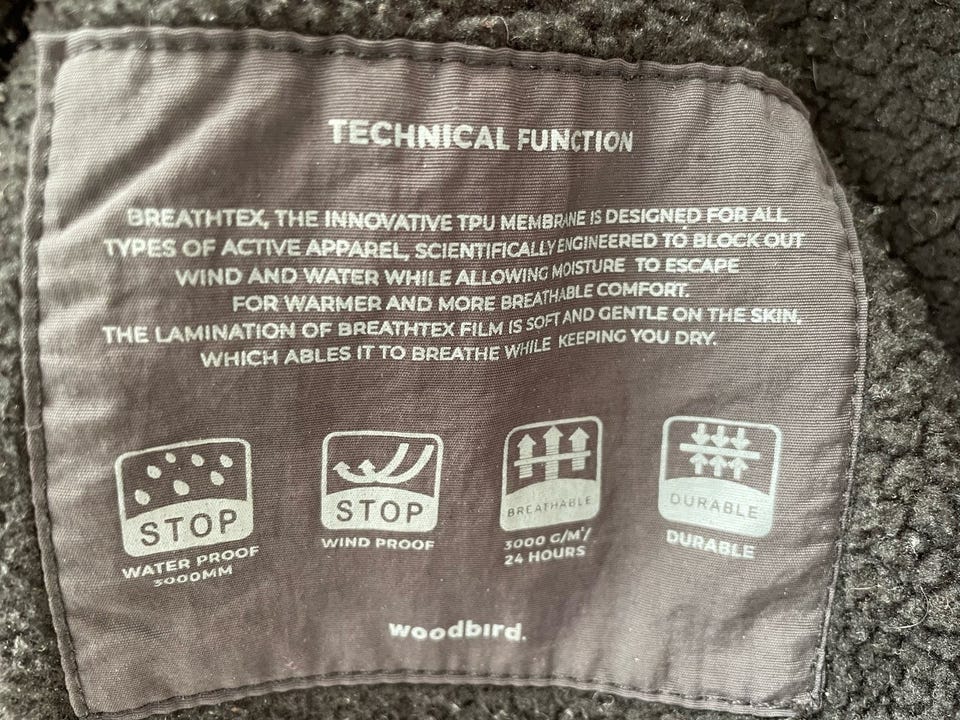 TECHNICAL FUNCTION
BREATHTEX, THE INNOVATIVE TPU MEMBRANE IS DESIGNED FOR ALL
TYPES OF ACTIVE APPAREL, SCIENTIFICALLY ENGINEERED TO BLOCK OUT
WIND AND WATER WHILE ALLOWING MOISTURE TO ESCAPE
FOR WARMER AND MORE BREATHABLE COMFORT.
THE LAMINATION OF BREATHTEX FILM IS SOFT AND GENTLE ON THE SKIN,
WHICH ABLES IT TO BREATHE WHILE KEEPING YOU DRY.
STOP
WATER PROOF
3000MM
STOP
WIND PROOF
BREATHABLE
3000 G/M²/
24 HOURS
DURABLE
DURABLE
woodbird.